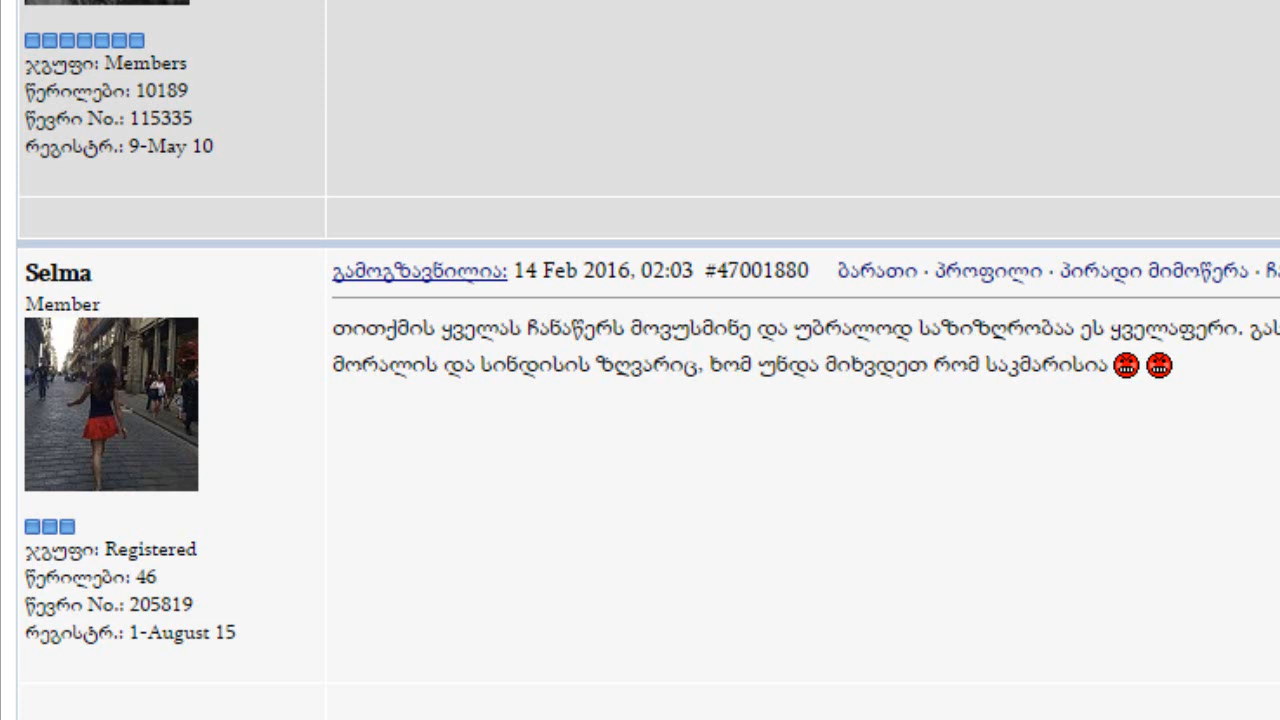 ჯგუფი: Members
წერილები: 10189
წევრი No.: 115335
რეგისტრ.: 9-May 10
Selma
Member
გამოგზავნილია: 14 Feb 2016, 02:03 #47001880 ბარათი · პროფილი · პირადი მიმოწერა ·
თითქმის ყველას ჩანაწერს მოვუსმინე და უბრალოდ საზიზღრობაა ეს ყველაფერი.
მორალის და სინდისის ზღვარიც, ხომ უნდა მიხვდეთ რომ საკმარისია
ჯგუფი: Registered
წერილები: 46
წევრი No.: 205819
რეგისტრ.: 1-August 15